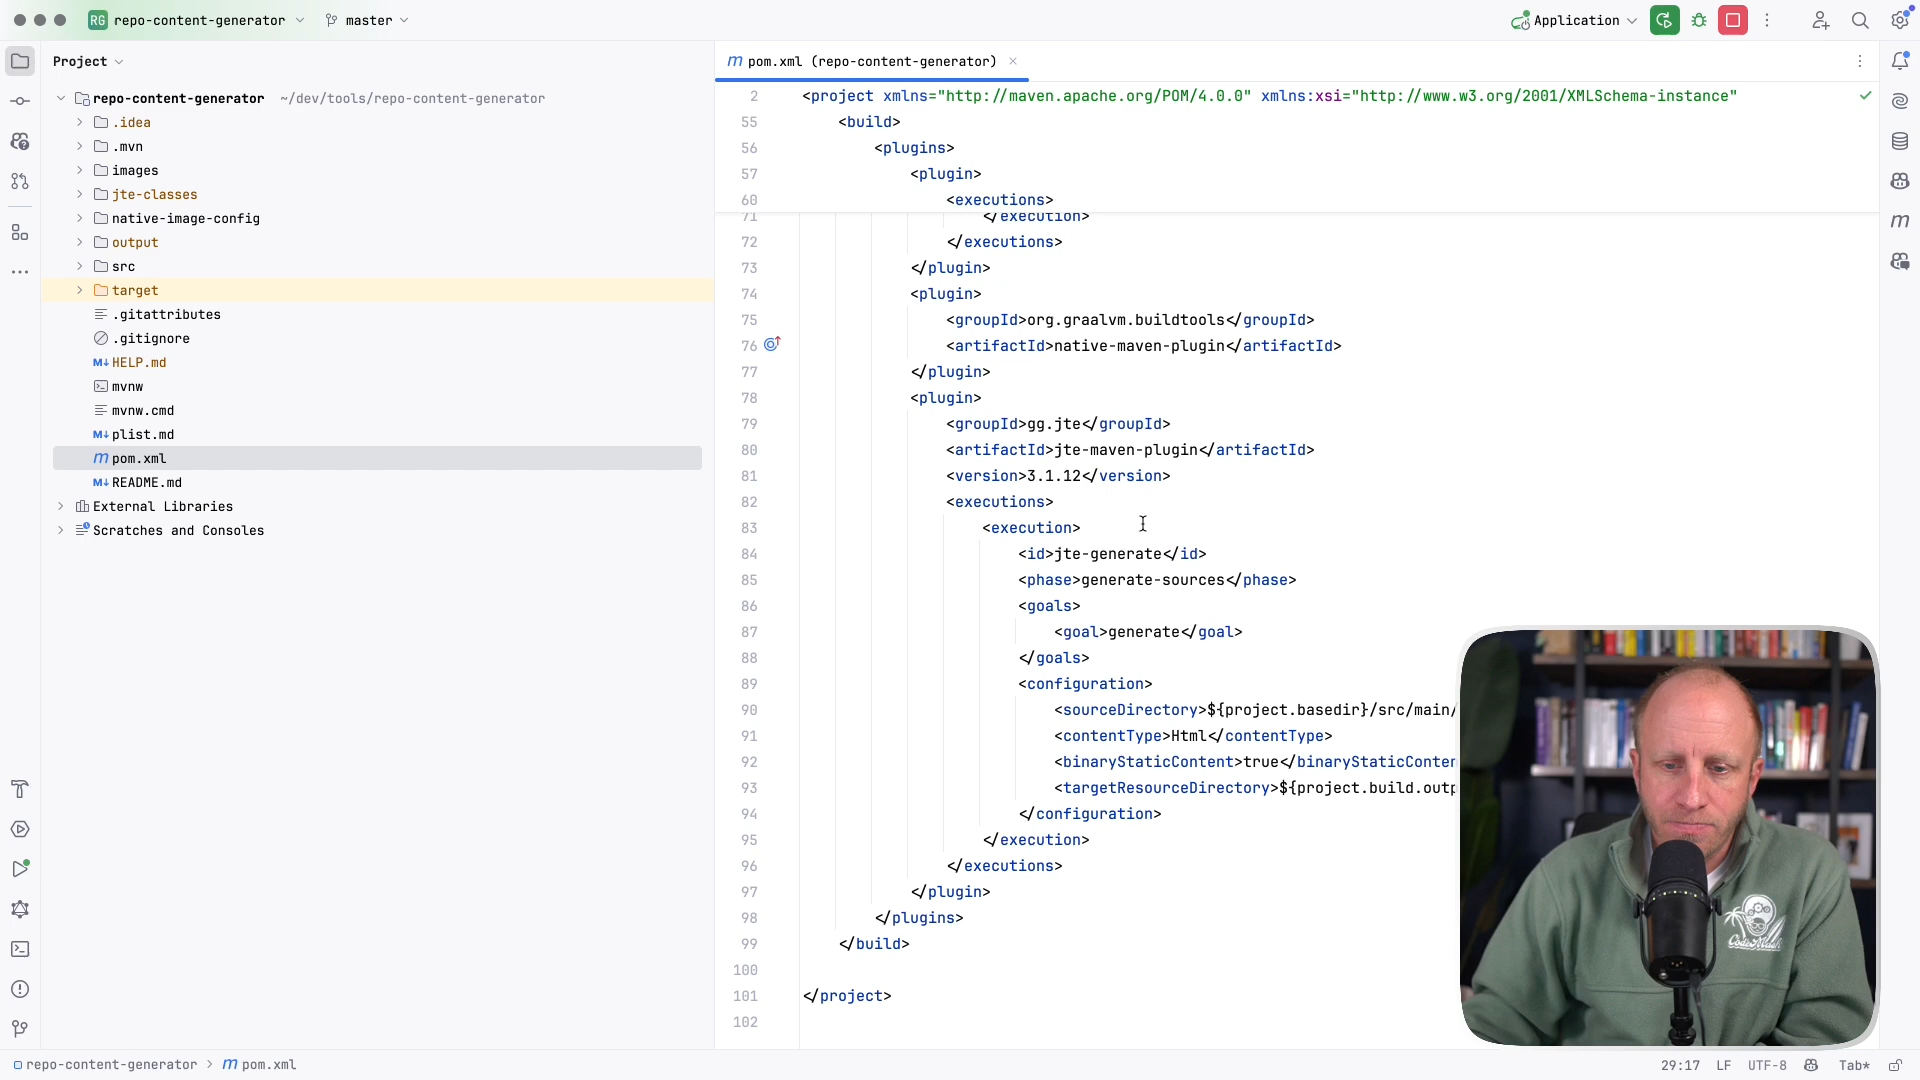 RG repo-content-generator master Application
Project
pom.xml (repo-content-generator)
repo-content-generator ~/dev/tools/repo-content-generator
.idea
.mvn
images
jte-classes
native-image-config
output
src
target
.gitattributes
.gitignore
M↓ HELP.md
mvnw
mvnw.cmd
M↓ plist.md
m pom.xml
M↓ README.md
External Libraries
Scratches and Consoles
2 <project xmlns="http://maven.apache.org/POM/4.0.0" xmlns:xsi="http://www.w3.org/2001/XMLSchema-instance"
55 <build>
56 <plugins>
57 <plugin>
60 <executions>
71 </execution>
72 </executions>
73 </plugin>
74 <plugin>
75 <groupId>org.graalvm.buildtools</groupId>
76 <artifactId>native-maven-plugin</artifactId>
77 </plugin>
78 <plugin>
79 <groupId>gg.jte</groupId>
80 <artifactId>jte-maven-plugin</artifactId>
81 <version>3.1.12</version>
82 <executions>
83 <execution>
84 <id>jte-generate</id>
85 <phase>generate-sources</phase>
86 <goals>
87 <goal>generate</goal>
88 </goals>
89 <configuration>
90 <sourceDirectory>${project.basedir}/src/main/
91 <contentType>Html</contentType>
92 <binaryStaticContent>true</binaryStaticConten
93 <targetResourceDirectory>${project.build.outp
94 </configuration>
95 </execution>
96 </executions>
97 </plugin>
98 </plugins>
99 </build>
100
101 </project>
102
CodeMash
repo-content-generator > m pom.xml
29:17 LF UTF-8 Tab*